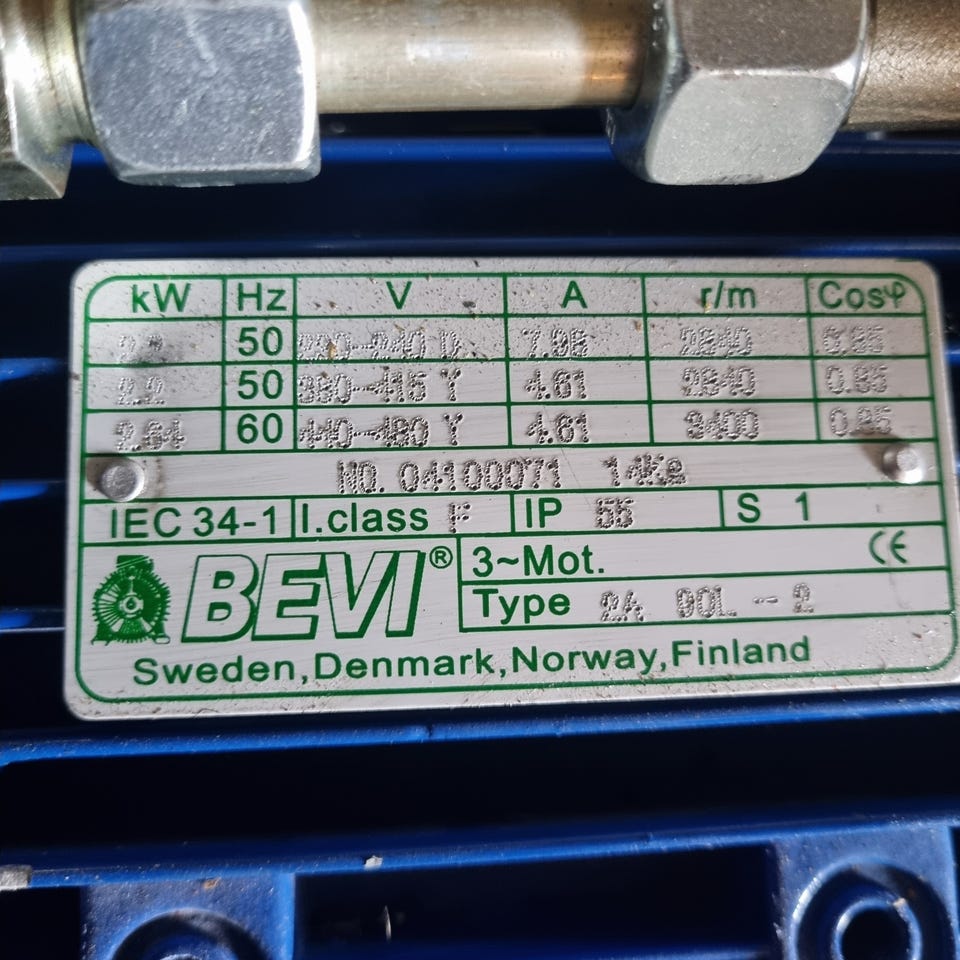 kW Hz V A r/m Cosφ
2.2 50 220-240 D 7.98 2840 0.85
2.2 50 380-415 Y 4.61 2840 0.85
2.64 60 440-480 Y 4.61 3400 0.85
NO. 04100071 14Kg
IEC 34-1 I.class F IP 55 S 1
BEVI® 3~Mot. CE
Type 2A 90L - 2
Sweden,Denmark,Norway,Finland